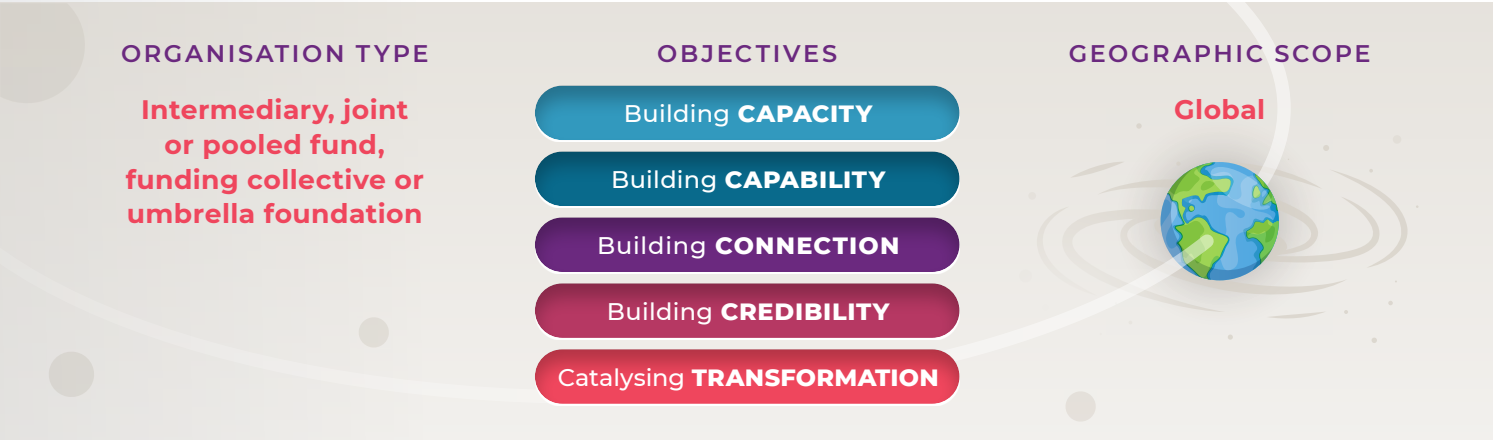 ORGANISATION TYPE
Intermediary, joint
or pooled fund,
funding collective or
umbrella foundation
OBJECTIVES
Building CAPACITY
Building CAPABILITY
Building CONNECTION
Building CREDIBILITY
Catalysing TRANSFORMATION
GEOGRAPHIC SCOPE
Global